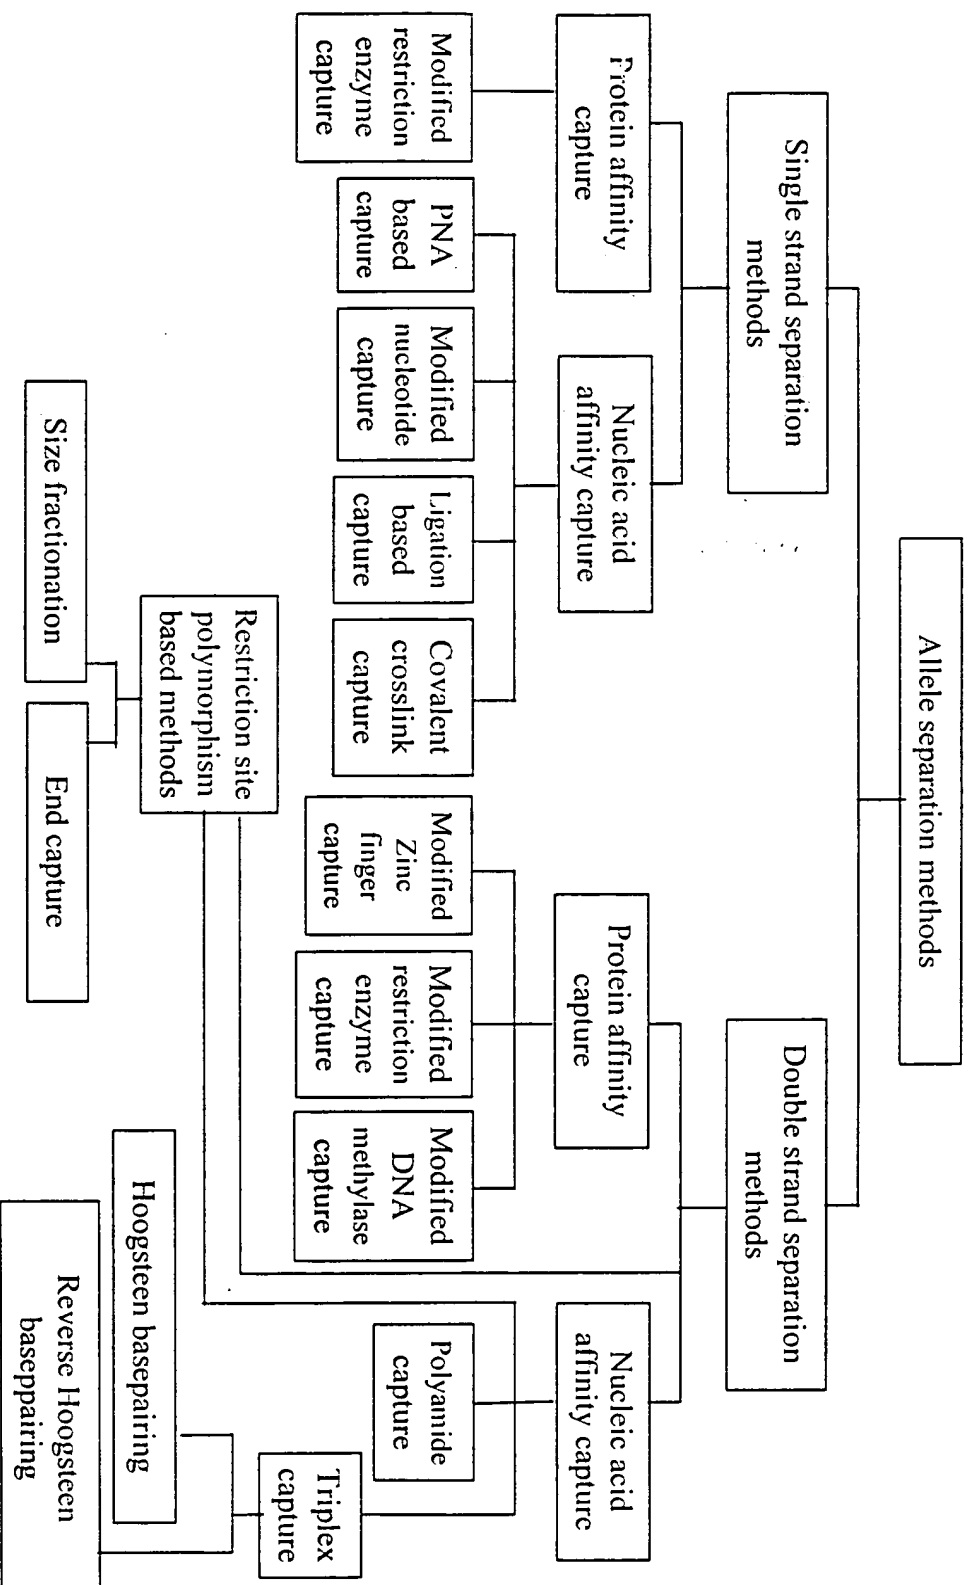 Allele separation methods
Single strand separation
methods
Double strand separation
methods
Protein affinity
capture
Nucleic acid
affinity capture
Protein affinity
capture
Nucleic acid
affinity capture
Modified
restriction
enzyme
capture
PNA
based
capture
Modified
nucleotide
capture
Ligation
based
capture
Covalent
crosslink
capture
Modified
Zinc
finger
capture
Modified
restriction
enzyme
capture
Modified
DNA
methylase
capture
Polyamide
capture
Triplex
capture
Restriction site
polymorphism
based methods
Hoogsteen basepairing
Size fractionation
End capture
Reverse Hoogsteen
baseppairing